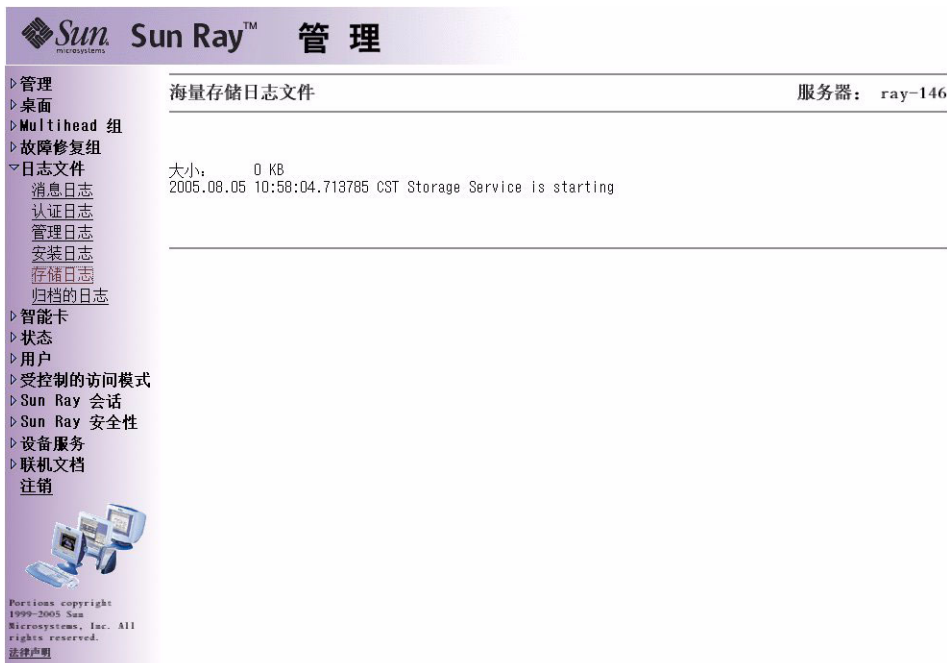 Sun microsystems Sun Ray™ 管 理
管理
桌面
Multihead 组
故障修复组
日志文件
消息日志
认证日志
管理日志
安装日志
存储日志
归档的日志
智能卡
状态
用户
受控制的访问模式
Sun Ray 会话
Sun Ray 安全性
设备服务
联机文档
注销
Portions copyright
1999-2005 Sun
Microsystems, Inc. All
rights reserved.
法律声明
海量存储日志文件 服务器: ray-146
大小: 0 KB
2005.08.05 10:58:04.713785 CST Storage Service is starting